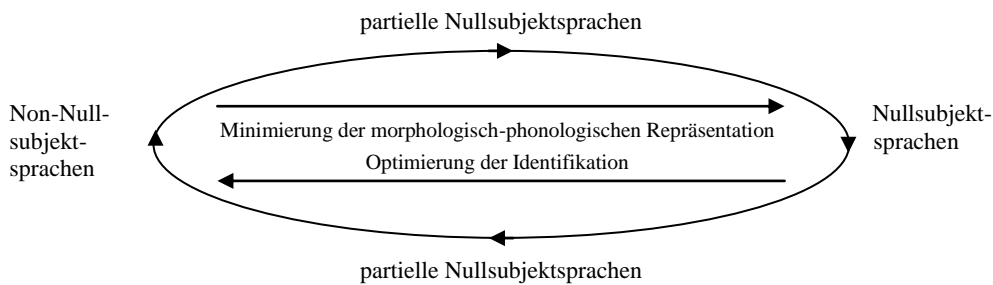 partielle Nullsubjektsprachen
Non-Null-
subjekt-
sprachen
Minimierung der morphologisch-phonologischen Repräsentation
Optimierung der Identifikation
Nullsubjekt-
sprachen
partielle Nullsubjektsprachen